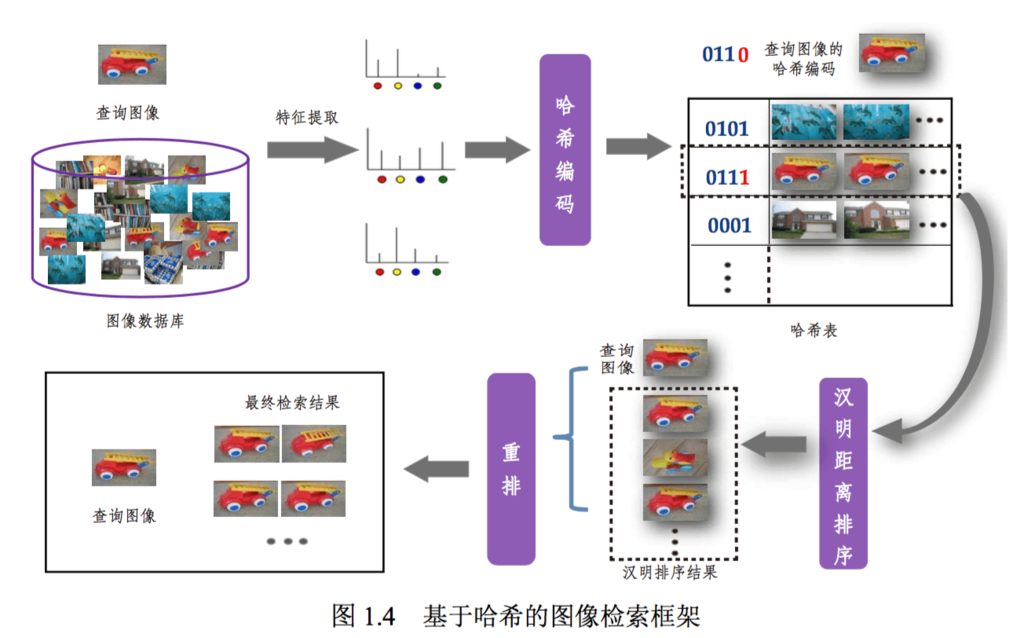 查询图像
特征提取
图像数据库
哈希编码
0110
查询图像的
哈希编码
0101
0111
0001
哈希表
汉明距离排序
查询
图像
汉明排序结果
重排
最终检索结果
查询图像
图 1.4 基于哈希的图像检索框架